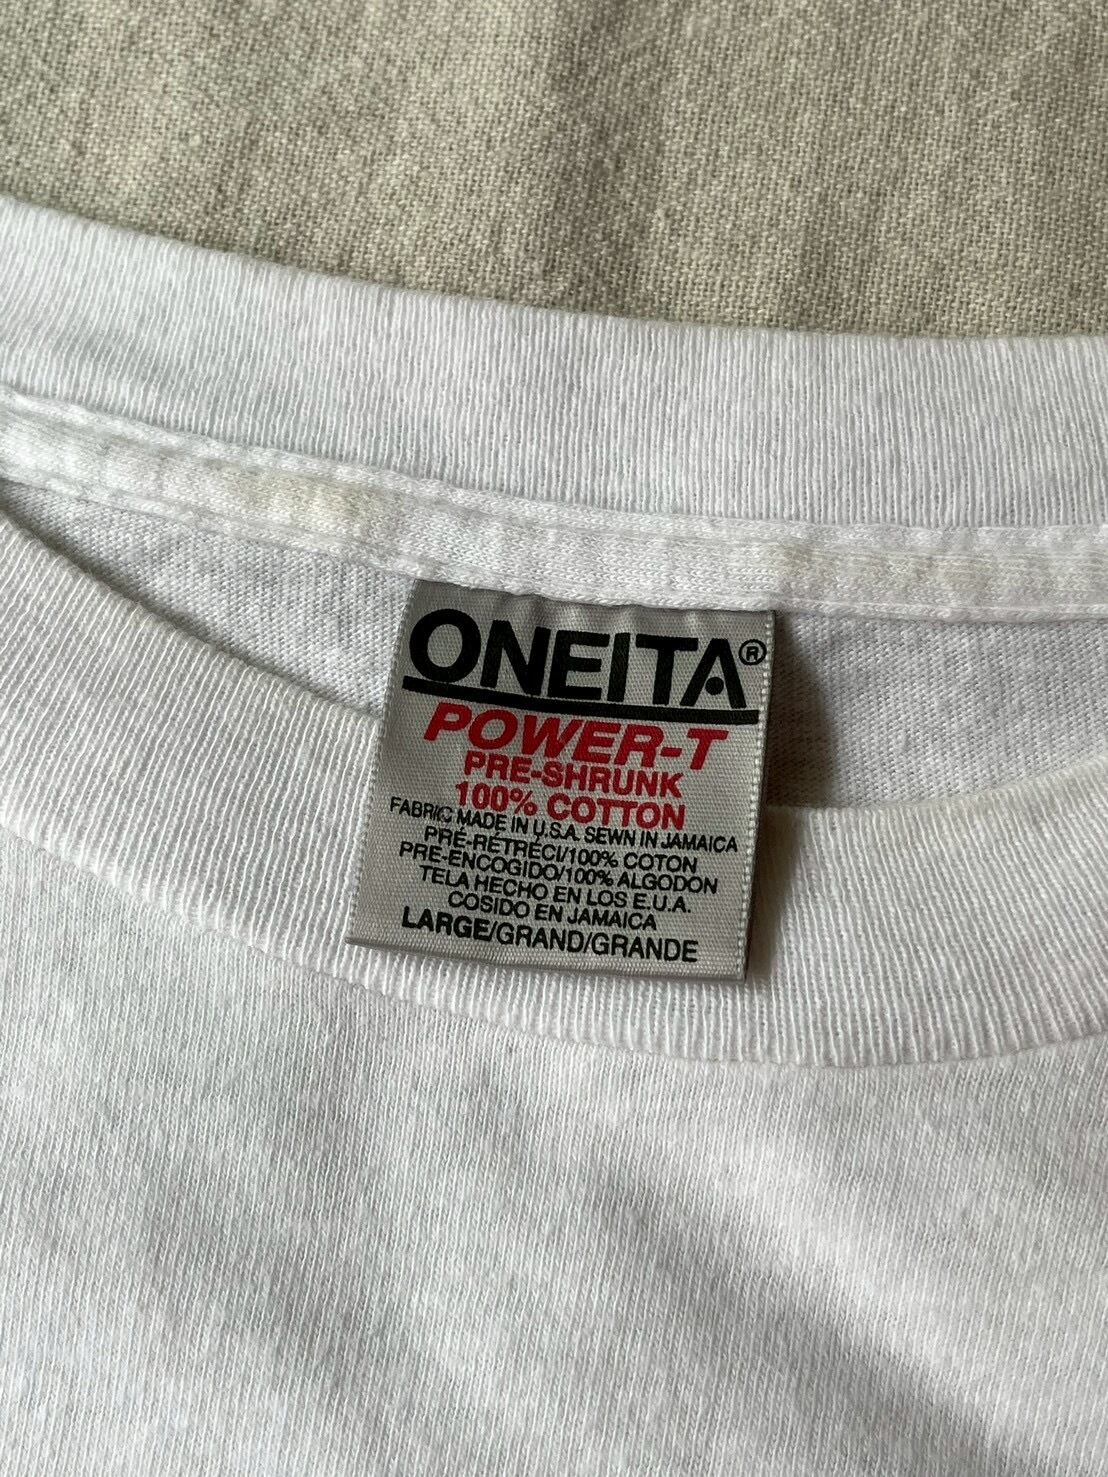 ONEITA®
POWER-T
PRE-SHRUNK
100% COTTON
FABRIC MADE IN U.S.A. SEWN IN JAMAICA
PRÉ-RÉTRÉCI/100% COTON
PRE-ENCOGIDO/100% ALGODON
TELA HECHO EN LOS E.U.A.
COSIDO EN JAMAICA
LARGE/GRAND/GRANDE